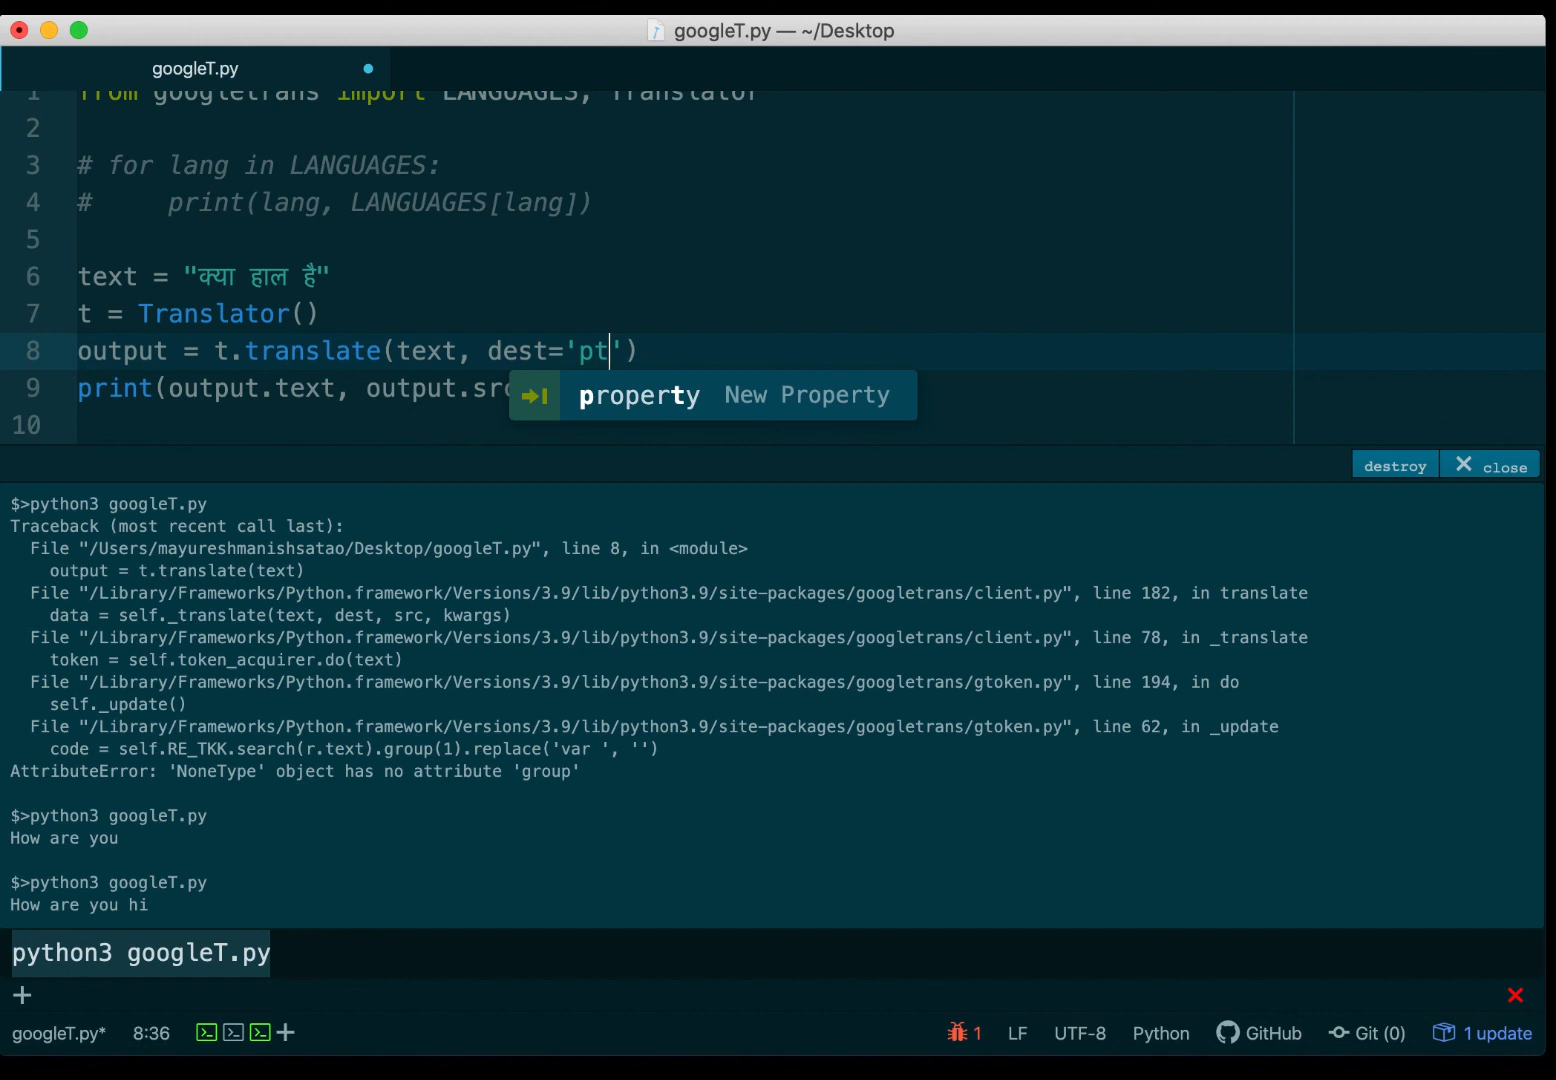 googleT.py — ~/Desktop
googleT.py
1 from googletrans import LANGUAGES, Translator
2
3 # for lang in LANGUAGES:
4 #     print(lang, LANGUAGES[lang])
5
6 text = "क्या हाल है"
7 t = Translator()
8 output = t.translate(text, dest='pt')
9 print(output.text, output.src
property New Property
10
destroy close
$>python3 googleT.py
Traceback (most recent call last):
  File "/Users/mayureshmanishsatao/Desktop/googleT.py", line 8, in <module>
    output = t.translate(text)
  File "/Library/Frameworks/Python.framework/Versions/3.9/lib/python3.9/site-packages/googletrans/client.py", line 182, in translate
    data = self._translate(text, dest, src, kwargs)
  File "/Library/Frameworks/Python.framework/Versions/3.9/lib/python3.9/site-packages/googletrans/client.py", line 78, in _translate
    token = self.token_acquirer.do(text)
  File "/Library/Frameworks/Python.framework/Versions/3.9/lib/python3.9/site-packages/googletrans/gtoken.py", line 194, in do
    self._update()
  File "/Library/Frameworks/Python.framework/Versions/3.9/lib/python3.9/site-packages/googletrans/gtoken.py", line 62, in _update
    code = self.RE_TKK.search(r.text).group(1).replace('var ', '')
AttributeError: 'NoneType' object has no attribute 'group'
$>python3 googleT.py
How are you
$>python3 googleT.py
How are you hi
python3 googleT.py
googleT.py* 8:36 1 LF UTF-8 Python GitHub Git (0) 1 update